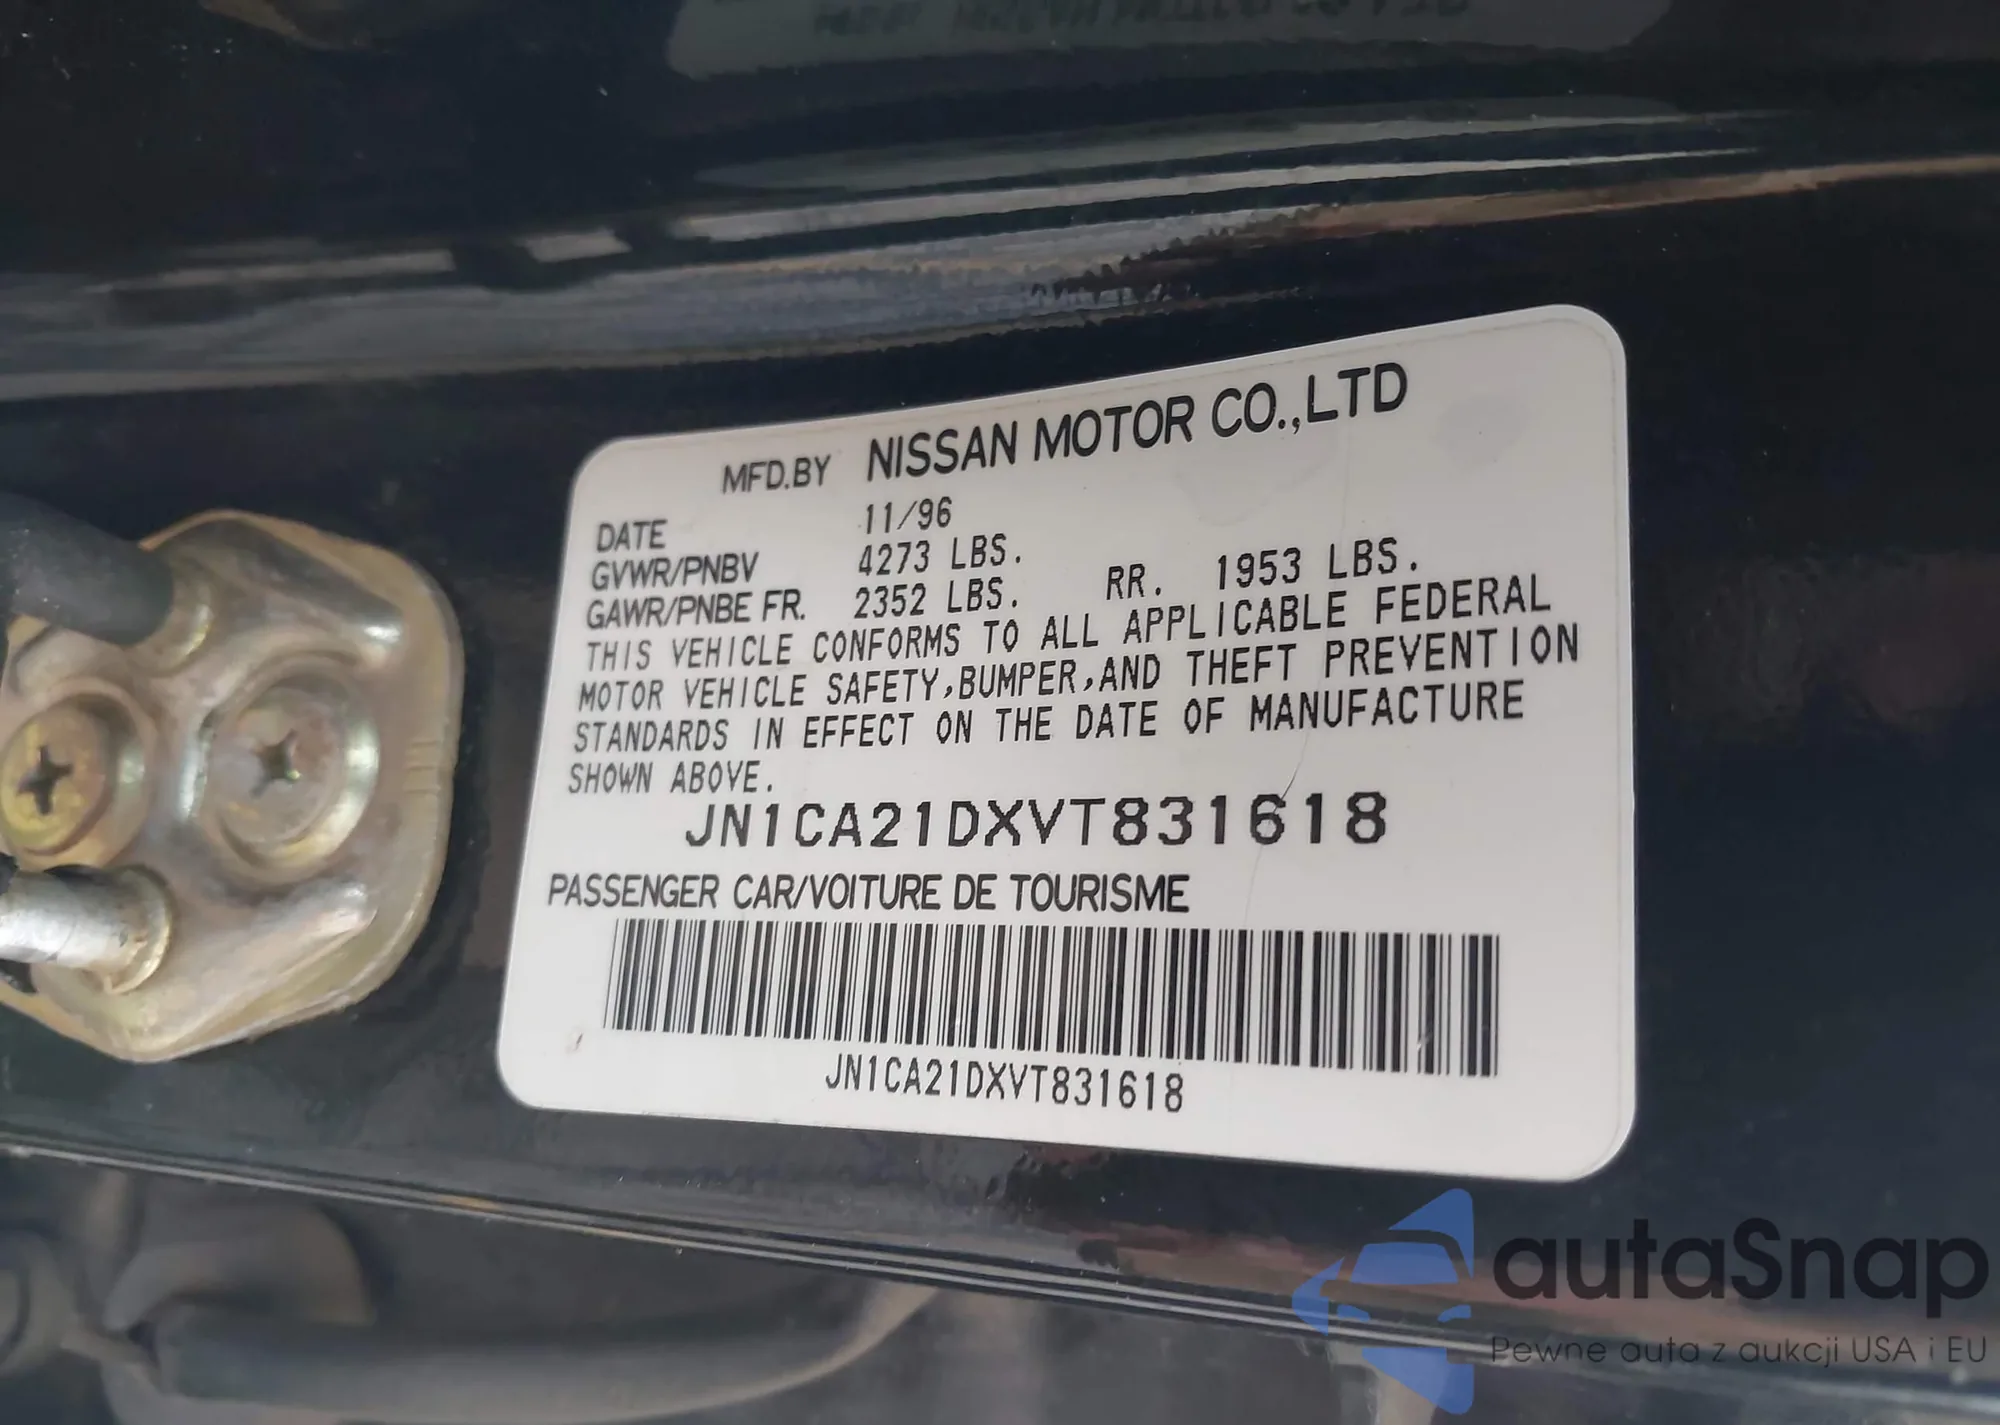 MFD.BY NISSAN MOTOR CO.,LTD
DATE 11/96
GVWR/PNBV 4273 LBS.
GAWR/PNBE FR. 2352 LBS. RR. 1953 LBS.
THIS VEHICLE CONFORMS TO ALL APPLICABLE FEDERAL
MOTOR VEHICLE SAFETY,BUMPER,AND THEFT PREVENTION
STANDARDS IN EFFECT ON THE DATE OF MANUFACTURE
SHOWN ABOVE.
JN1CA21DXVT831618
PASSENGER CAR/VOITURE DE TOURISME
JN1CA21DXVT831618
autaSnap
Pewne auta z aukcji USA i EU